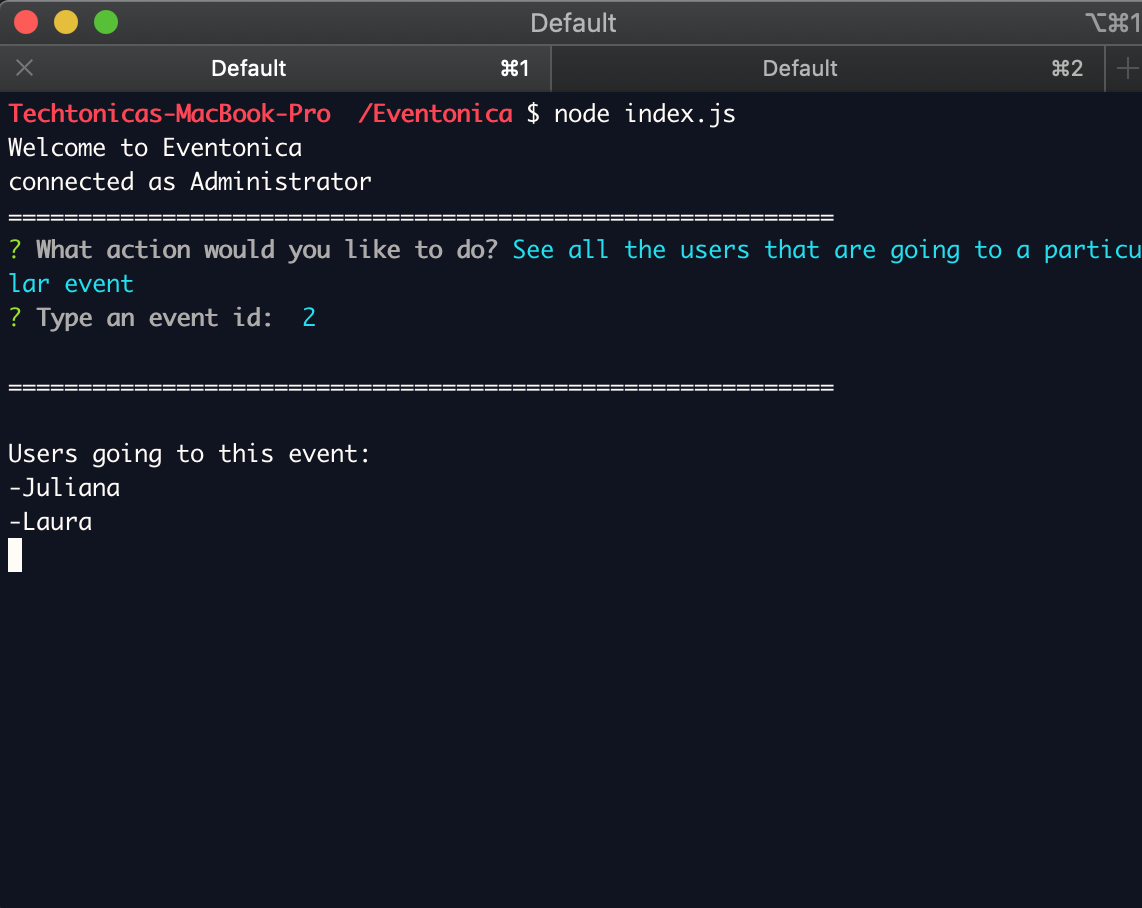 Default ⌥⌘1
Default ⌘1 Default ⌘2
Techtonicas-MacBook-Pro  /Eventonica $ node index.js
Welcome to Eventonica
connected as Administrator
===========================================================
? What action would you like to do? See all the users that are going to a particu
lar event
? Type an event id:  2
===========================================================
Users going to this event:
-Juliana
-Laura